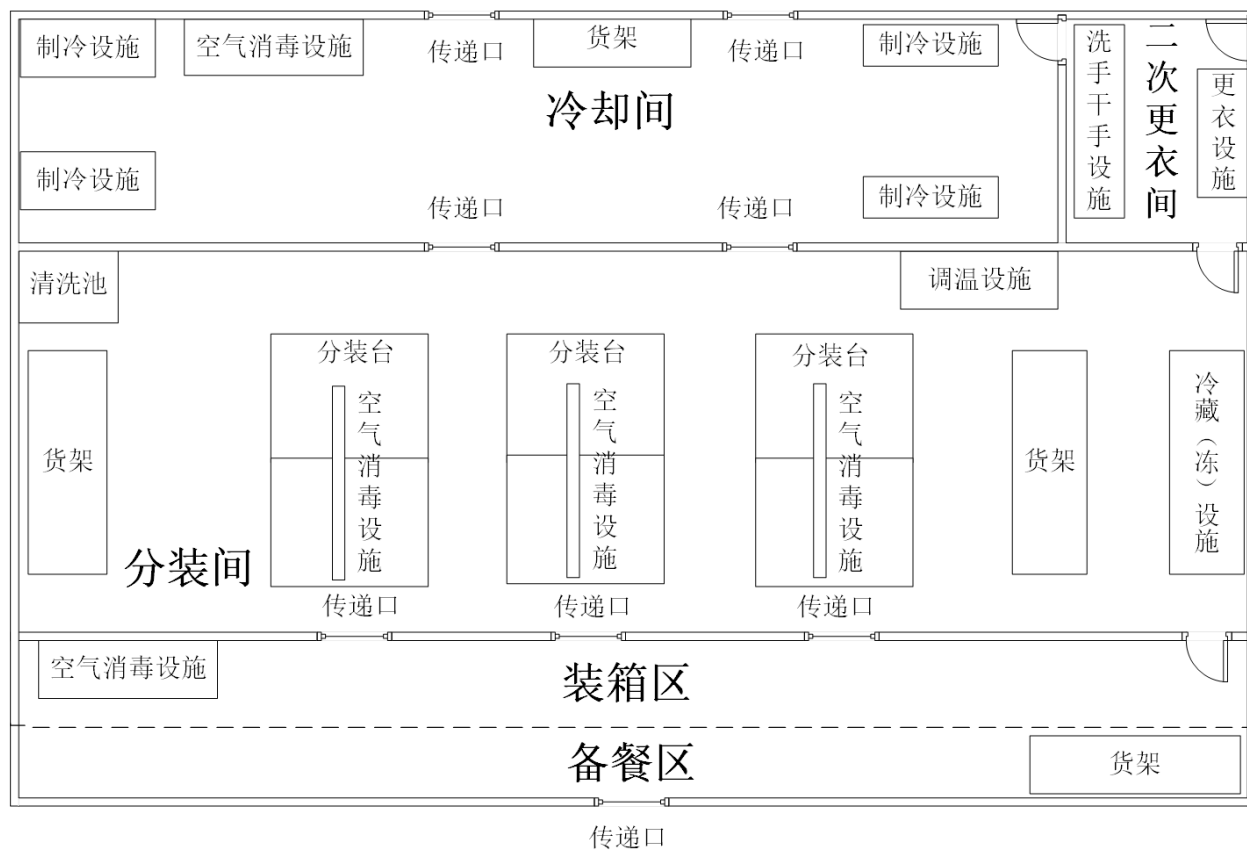 制冷设施
空气消毒设施
传递口
货架
传递口
制冷设施
洗手干手设施
二次更衣间
更衣设施
冷却间
制冷设施
传递口
传递口
制冷设施
清洗池
调温设施
货架
分装台
空气消毒设施
分装台
空气消毒设施
分装台
空气消毒设施
货架
冷藏（冻）设施
分装间
传递口
传递口
传递口
空气消毒设施
装箱区
备餐区
货架
传递口